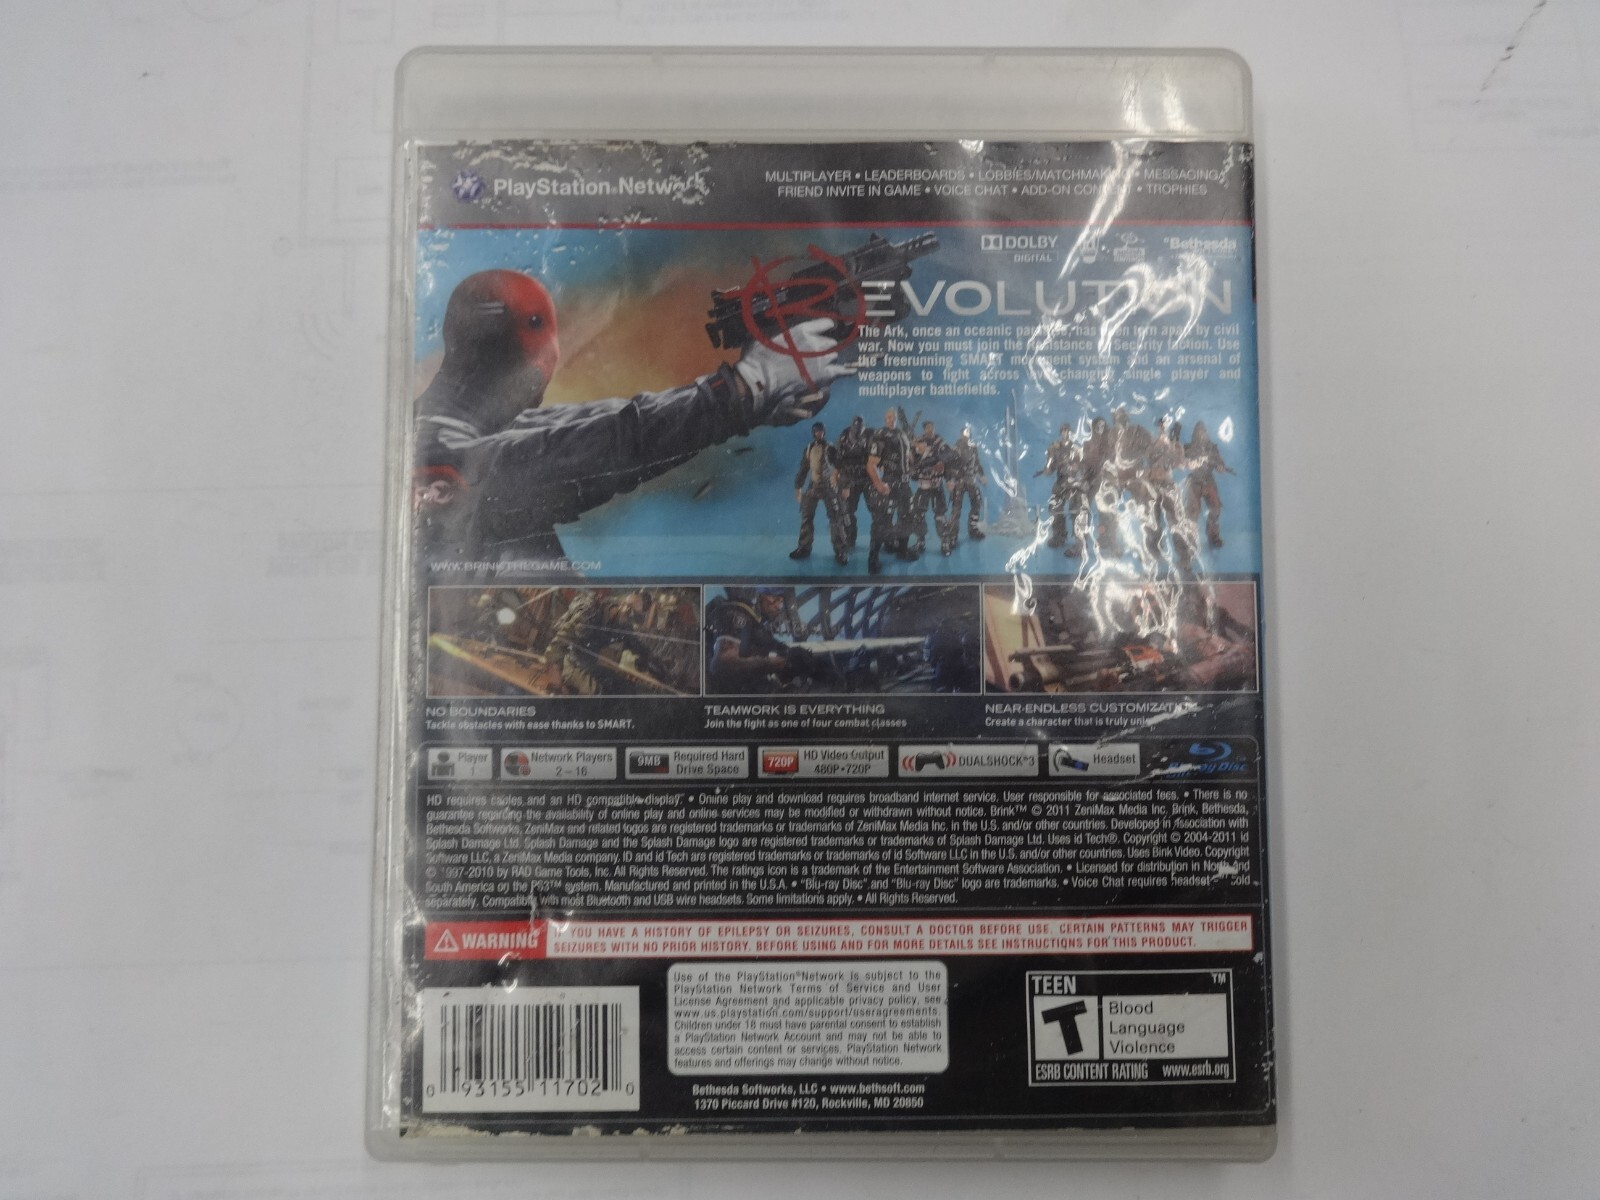 PlayStation Network
MULTIPLAYER • LEADERBOARDS • LOBBIES/MATCHMAKING • MESSAGING
FRIEND INVITE IN GAME • VOICE CHAT • ADD-ON CONTENT • TROPHIES
DOLBY
DIGITAL
Bethesda
REVOLUTION
The Ark, once an oceanic paradise, has been torn apart by civil
war. Now you must join the Resistance or Security faction. Use
the freerunning SMART movement system and an arsenal of
weapons to fight across ever-changing single player and
multiplayer battlefields.
WWW.BRINKTHEGAME.COM
NO BOUNDARIES
Tackle obstacles with ease thanks to SMART.
TEAMWORK IS EVERYTHING
Join the fight as one of four combat classes
NEAR-ENDLESS CUSTOMIZATION
Create a character that is truly
Player
1
Network Players
2-16
9MB
Required Hard
Drive Space
720P
HD Video Output
480P•720P
DUALSHOCK®3
Headset
Blu-ray Disc
HD requires cables and an HD compatible display. • Online play and download requires broadband internet service. User responsible for associated fees. • There is no
guarantee regarding the availability of online play and online services may be modified or withdrawn without notice. Brink™ © 2011 ZeniMax Media Inc. Brink, Bethesda,
Bethesda Softworks, ZeniMax and related logos are registered trademarks or trademarks of ZeniMax Media Inc. in the U.S. and/or other countries. Developed in Association with
Splash Damage Ltd. Splash Damage and the Splash Damage logo are registered trademarks or trademarks of Splash Damage Ltd. Uses id Tech®. Copyright © 2004-2011 id
Software LLC, a ZeniMax Media company. ID and id Tech are registered trademarks or trademarks of id Software LLC in the U.S. and/or other countries. Uses Bink Video. Copyright
© 1997-2010 by RAD Game Tools, Inc. All Rights Reserved. The ratings icon is a trademark of the Entertainment Software Association. • Licensed for distribution in North and
South America on the PS3™ system. Manufactured and printed in the U.S.A. • "Blu-ray Disc" and "Blu-ray Disc" logo are trademarks. • Voice Chat requires headset sold
separately. Compatible with most Bluetooth and USB wire headsets. Some limitations apply. • All Rights Reserved.
WARNING
IF YOU HAVE A HISTORY OF EPILEPSY OR SEIZURES, CONSULT A DOCTOR BEFORE USE. CERTAIN PATTERNS MAY TRIGGER
SEIZURES WITH NO PRIOR HISTORY. BEFORE USING AND FOR MORE DETAILS SEE INSTRUCTIONS FOR THIS PRODUCT.
0 93155 11702 0
Use of the PlayStation®Network is subject to the
PlayStation Network Terms of Service and User
License Agreement and applicable privacy policy, see
www.us.playstation.com/support/useragreements.
Children under 18 must have parental consent to establish
a PlayStation Network Account and may not be able to
access certain content or services. PlayStation Network
features and offerings may change without notice.
Bethesda Softworks, LLC • www.bethsoft.com
1370 Piccard Drive #120, Rockville, MD 20850
TEEN
TM
T
Blood
Language
Violence
ESRB CONTENT RATING www.esrb.org